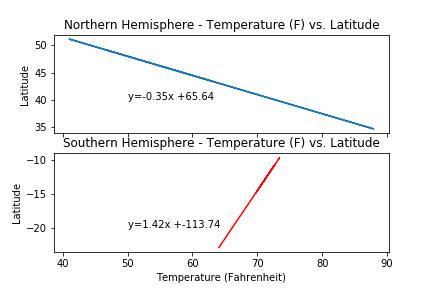 Northern Hemisphere - Temperature (F) vs. Latitude
50
45
40
35
Latitude
y=-0.35x +65.64
Southern Hemisphere - Temperature (F) vs. Latitude
−10
−15
−20
Latitude
y=1.42x +-113.74
40 50 60 70 80 90
Temperature (Fahrenheit)